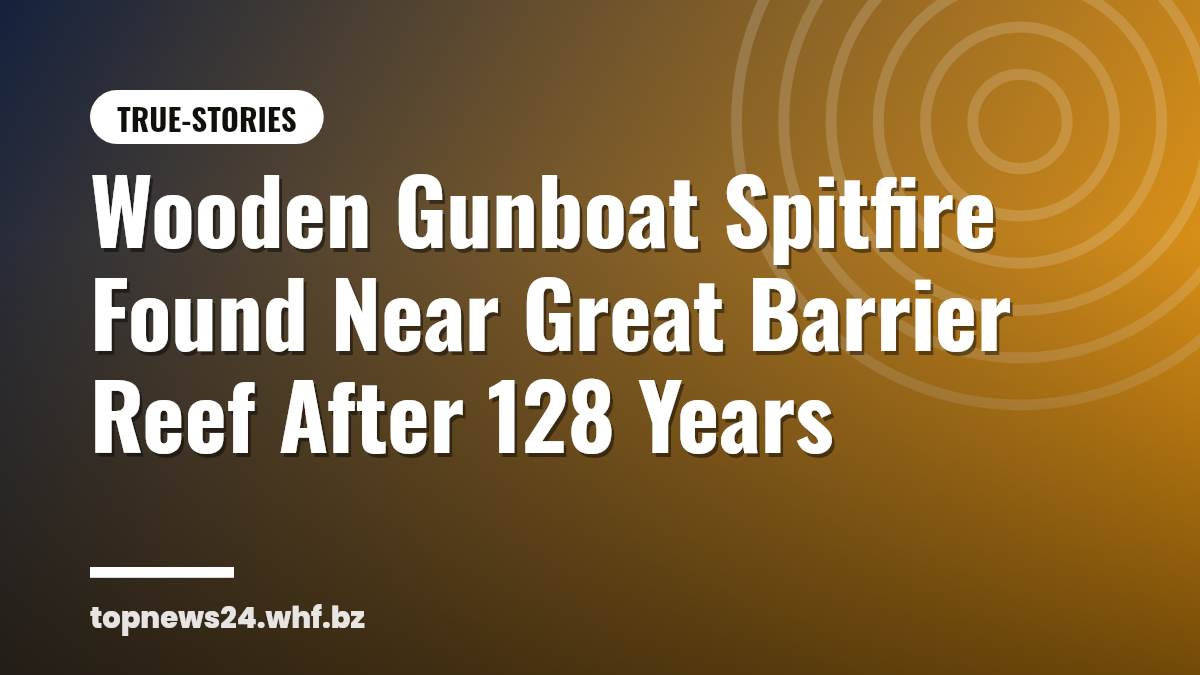 TRUE-STORIES
Wooden Gunboat Spitfire
Found Near Great Barrier
Reef After 128 Years
topnews24.whf.bz